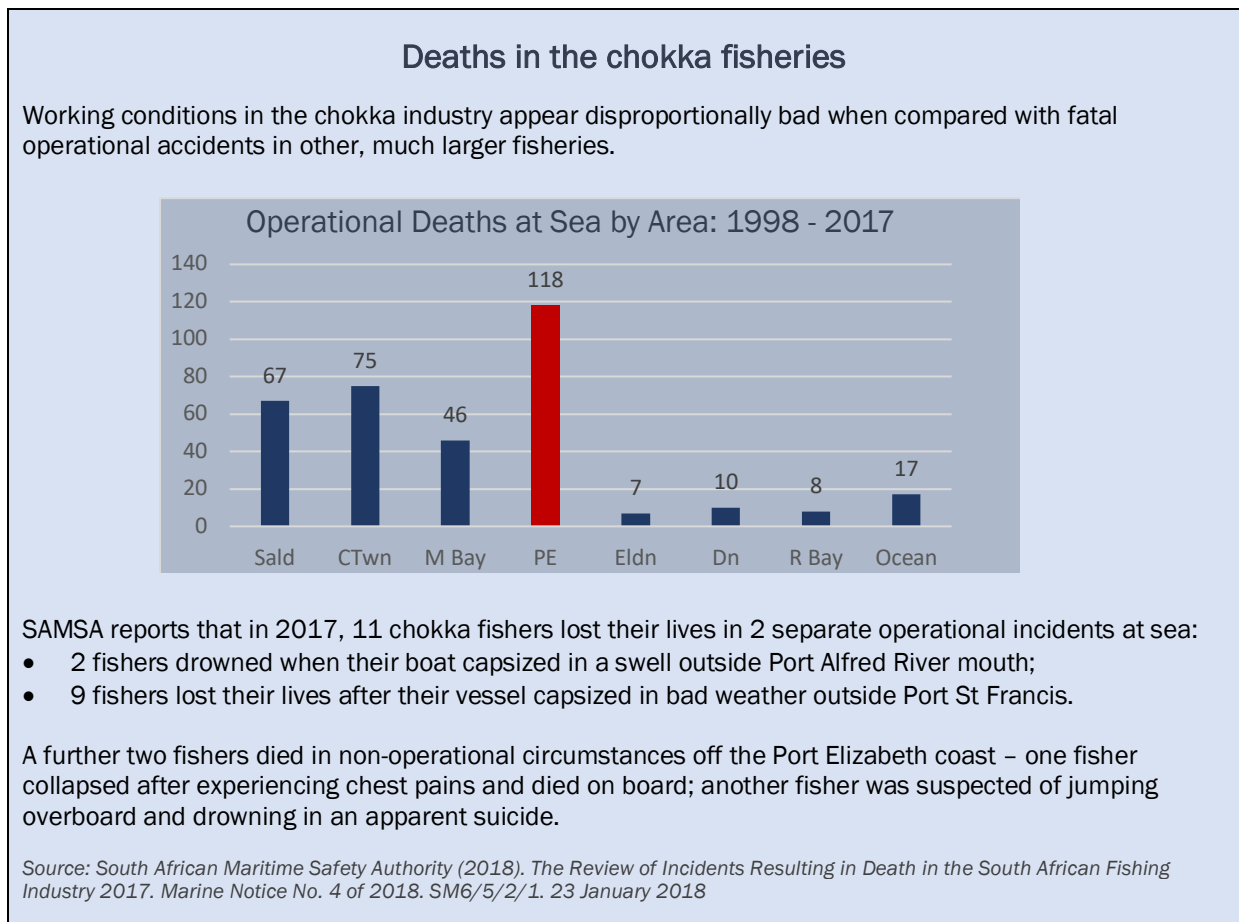 Deaths in the chokka fisheries
Working conditions in the chokka industry appear disproportionally bad when compared with fatal
operational accidents in other, much larger fisheries.
Operational Deaths at Sea by Area: 1998 - 2017
140
120
100
80
60
40
20
0
67
75
46
118
7
10
8
17
Sald
CTwn
M Bay
PE
Eldn
Dn
R Bay
Ocean
SAMSA reports that in 2017, 11 chokka fishers lost their lives in 2 separate operational incidents at sea:
• 2 fishers drowned when their boat capsized in a swell outside Port Alfred River mouth;
• 9 fishers lost their lives after their vessel capsized in bad weather outside Port St Francis.
A further two fishers died in non-operational circumstances off the Port Elizabeth coast – one fisher
collapsed after experiencing chest pains and died on board; another fisher was suspected of jumping
overboard and drowning in an apparent suicide.
Source: South African Maritime Safety Authority (2018). The Review of Incidents Resulting in Death in the South African Fishing
Industry 2017. Marine Notice No. 4 of 2018. SM6/5/2/1. 23 January 2018